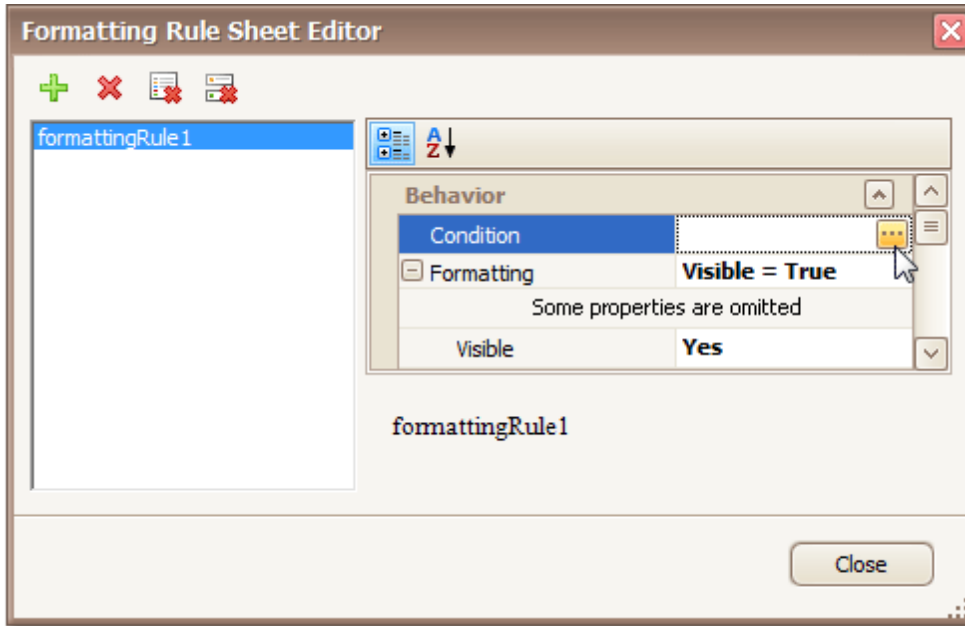 Formatting Rule Sheet Editor
formattingRule1
A
Z
Behavior
Condition
Formatting Visible = True
Some properties are omitted
Visible Yes
formattingRule1
Close